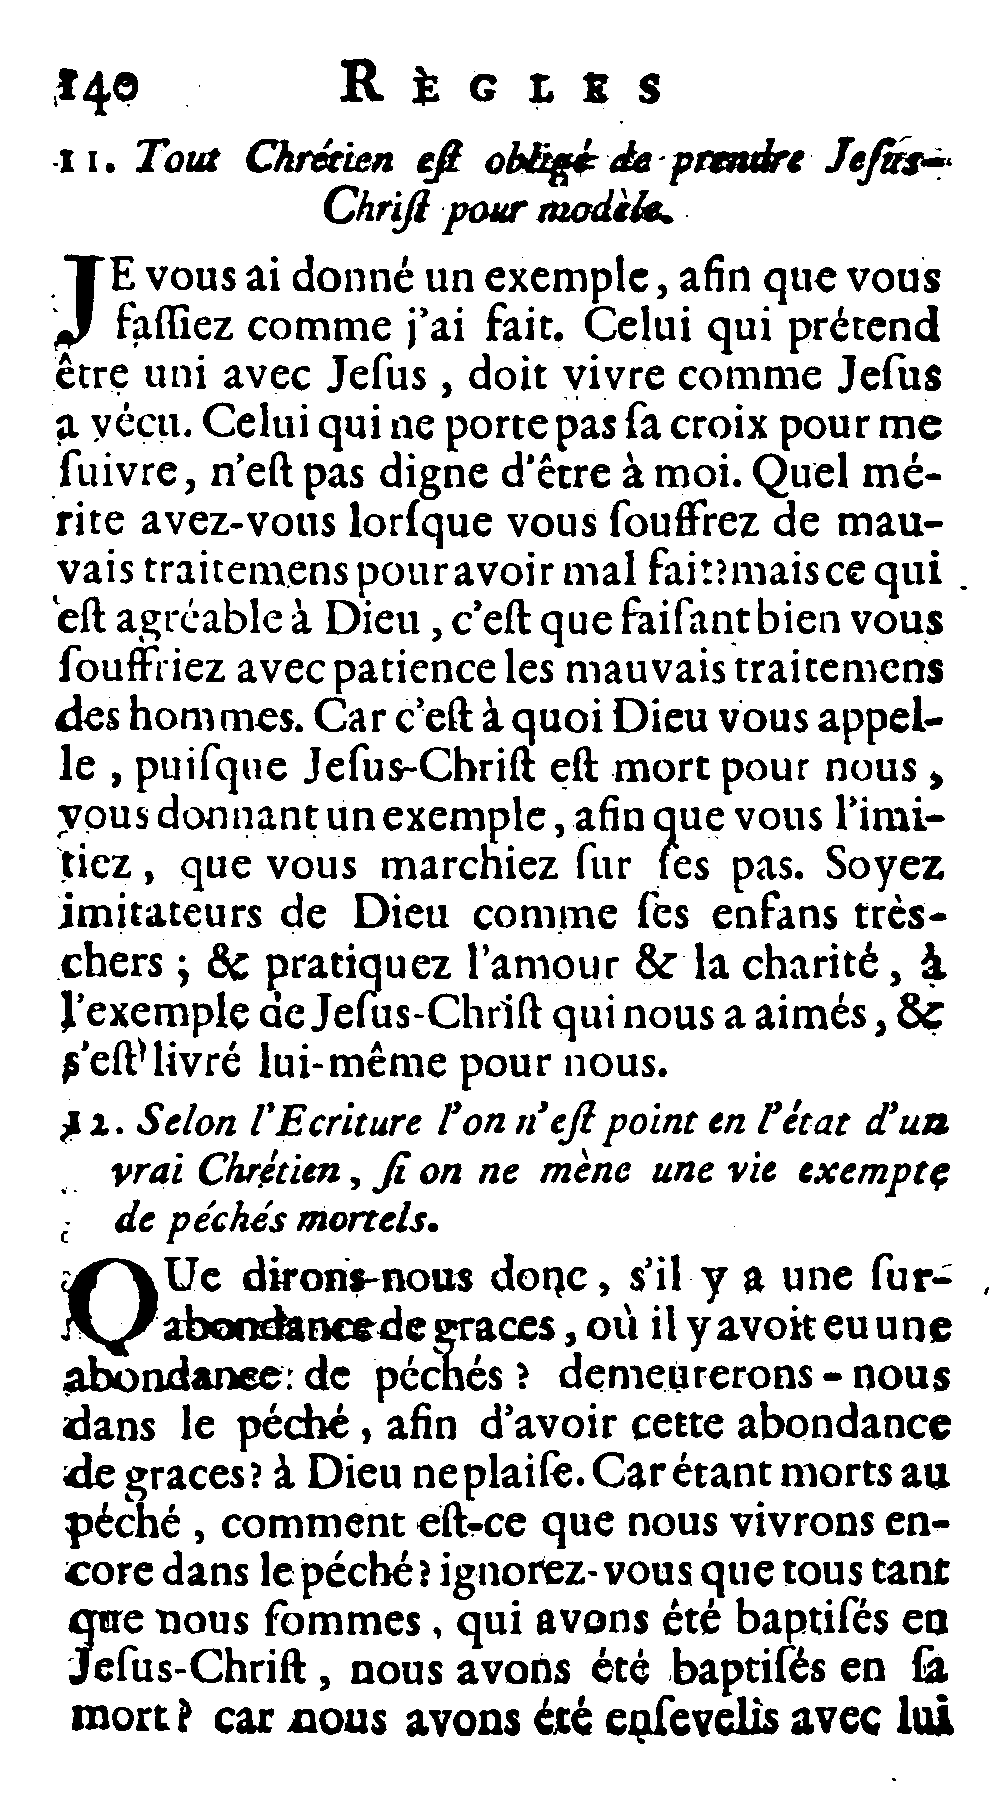 140 RÈGLES
11. Tout Chrétien eſt obligé de prendre Jeſus-
Chriſt pour modèle.
JE vous ai donné un exemple, afin que vous
faſſiez comme j'ai fait. Celui qui prétend
être uni avec Jeſus, doit vivre comme Jeſus
a vécu. Celui qui ne porte pas ſa croix pour me
ſuivre, n'eſt pas digne d'être à moi. Quel mé-
rite avez-vous lorſque vous ſouffrez de mau-
vais traitemens pour avoir mal fait? mais ce qui
eſt agréable à Dieu, c'eſt que faiſant bien vous
ſouffriez avec patience les mauvais traitemens
des hommes. Car c'eſt à quoi Dieu vous appel-
le, puiſque Jeſus-Chriſt eſt mort pour nous,
vous donnant un exemple, afin que vous l'imi-
tiez, que vous marchiez ſur ſes pas. Soyez
imitateurs de Dieu comme ſes enfans très-
chers; & pratiquez l'amour & la charité, à
l'exemple de Jeſus-Chriſt qui nous a aimés, &
s'eſt livré lui-même pour nous.
12. Selon l'Ecriture l'on n'eſt point en l'état d'un
vrai Chrétien, ſi on ne mène une vie exempte
de péchés mortels.
QUe dirons-nous donc, s'il y a une ſur-
abondance de graces, où il y avoit eu une
abondance de péchés? demeurerons-nous
dans le péché, afin d'avoir cette abondance
de graces? à Dieu ne plaiſe. Car étant morts au
péché, comment eſt-ce que nous vivrons en-
core dans le péché? ignorez-vous que tous tant
que nous ſommes, qui avons été baptiſés en
Jeſus-Chriſt, nous avons été baptiſés en ſa
mort? car nous avons été enſevelis avec lui